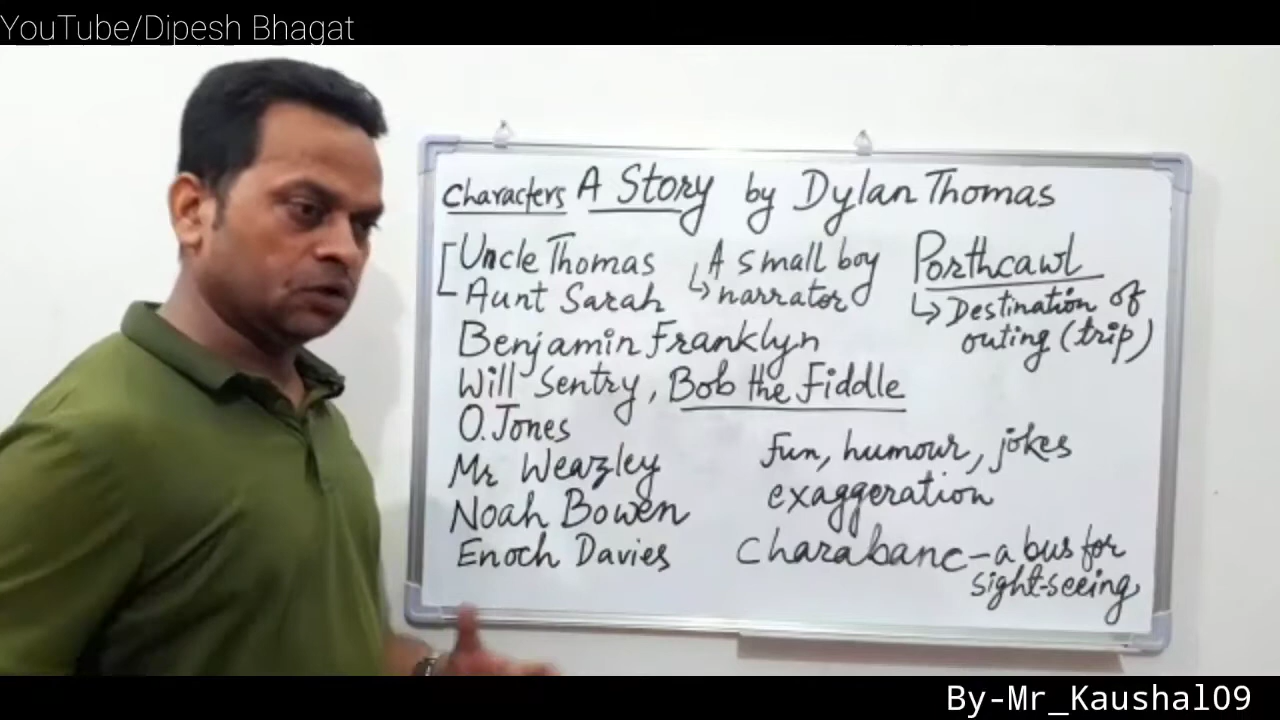 YouTube/Dipesh Bhagat
Characters A Story by Dylan Thomas
Uncle Thomas
Aunt Sarah
A small boy
narrator
Porthcawl
Destination of
outing (trip)
Benjamin Franklyn
Will Sentry, Bob the Fiddle
O. Jones
Mr Weazley
Noah Bowen
Enoch Davies
Fun, humour, jokes
exaggeration
Charabanc - a bus for
sight-seeing
By-Mr_Kaushal09